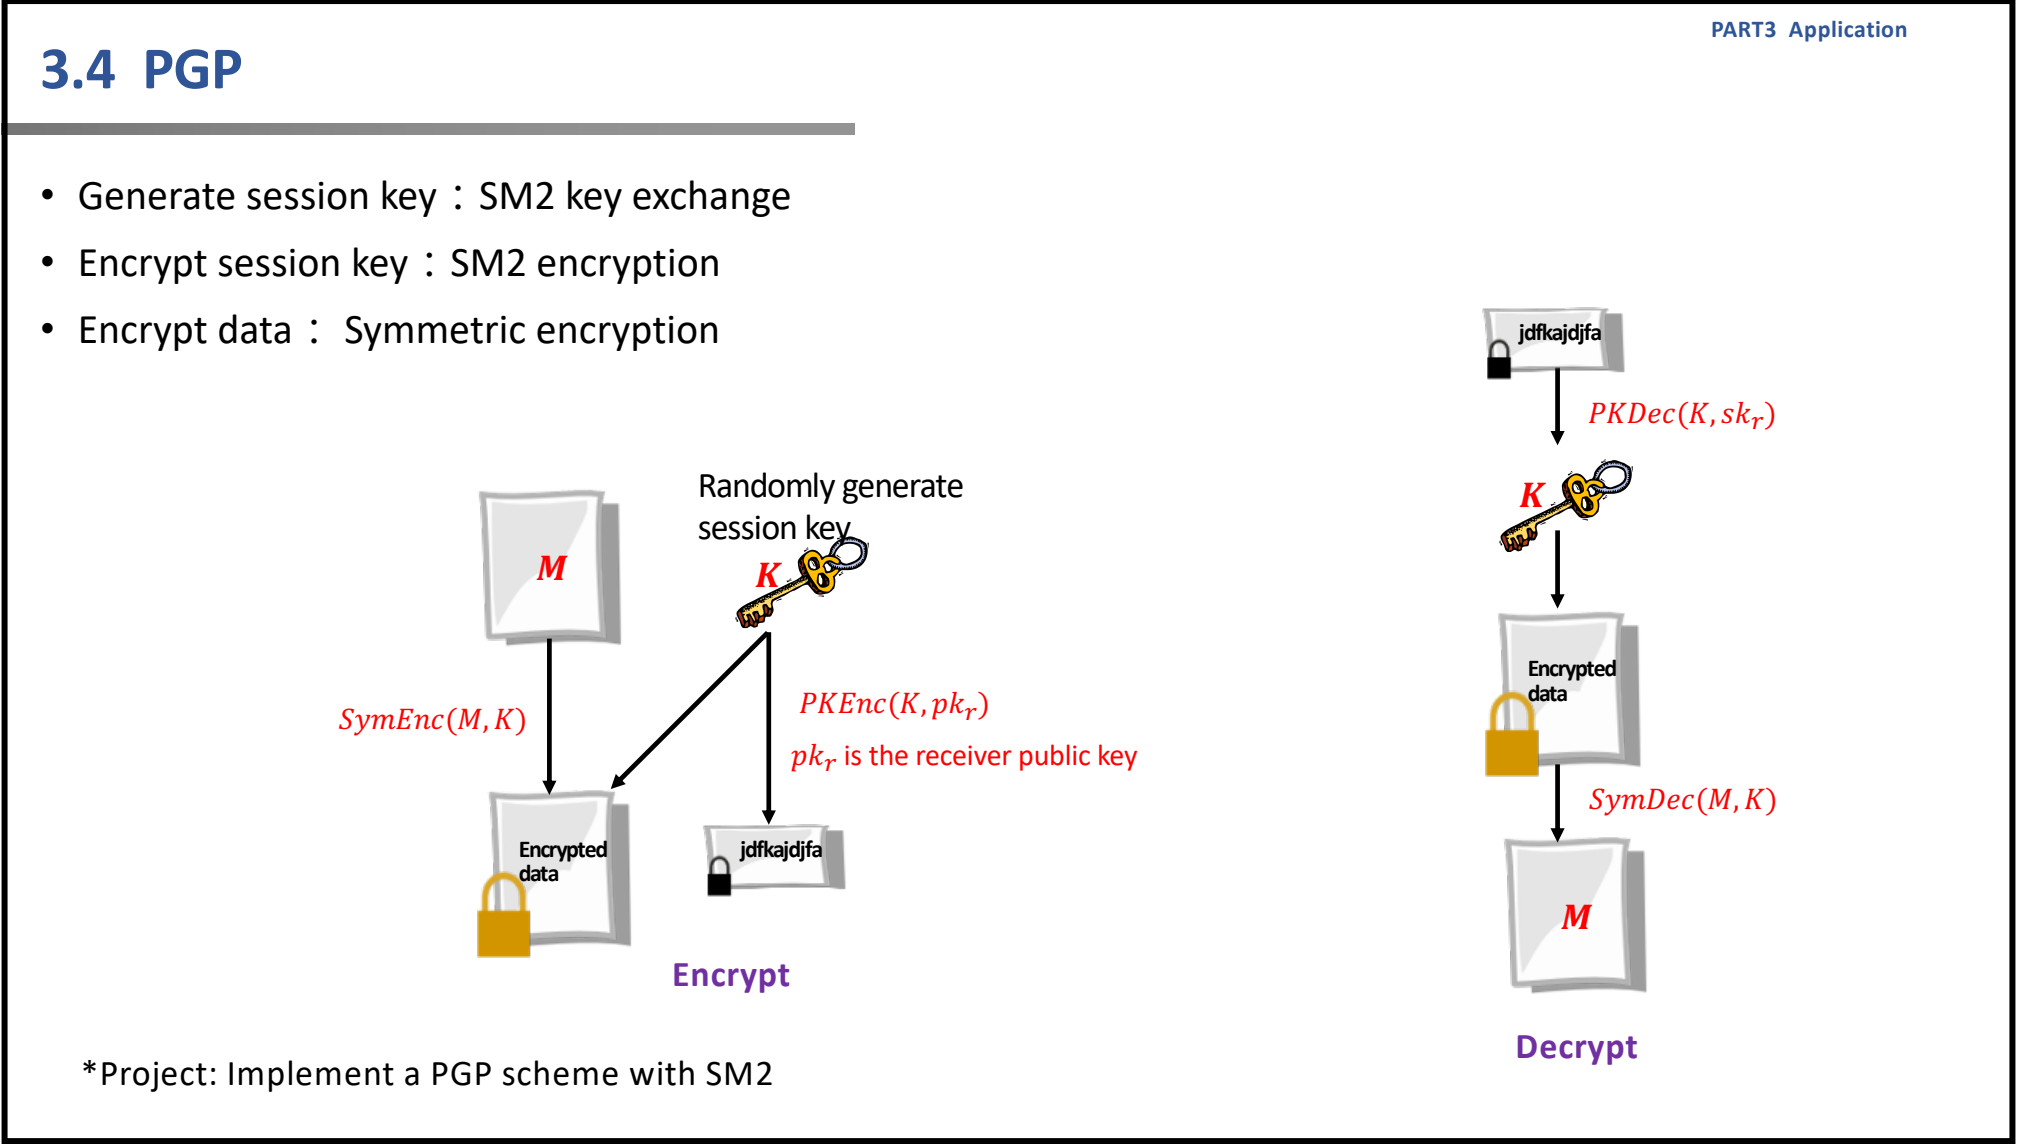 PART3 Application
3.4 PGP
• Generate session key：SM2 key exchange
• Encrypt session key：SM2 encryption
• Encrypt data： Symmetric encryption
Randomly generate
session key
M
K
SymEnc(M, K)
PKEnc(K, pk_r)
pk_r is the receiver public key
Encrypted
data
jdfkajdjfa
Encrypt
jdfkajdjfa
PKDec(K, sk_r)
K
Encrypted
data
SymDec(M, K)
M
Decrypt
*Project: Implement a PGP scheme with SM2